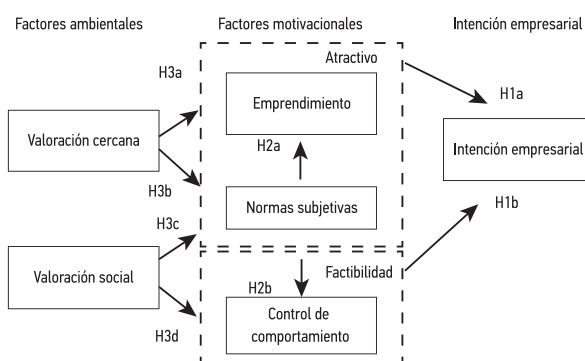 Factores ambientales
Factores motivacionales
Intención empresarial
H3a
Atractivo
Emprendimiento
H1a
Valoración cercana
H2a
Intención empresarial
H3b
Normas subjetivas
H1b
H3c
Valoración social
Factibilidad
H2b
Control de
comportamiento
H3d